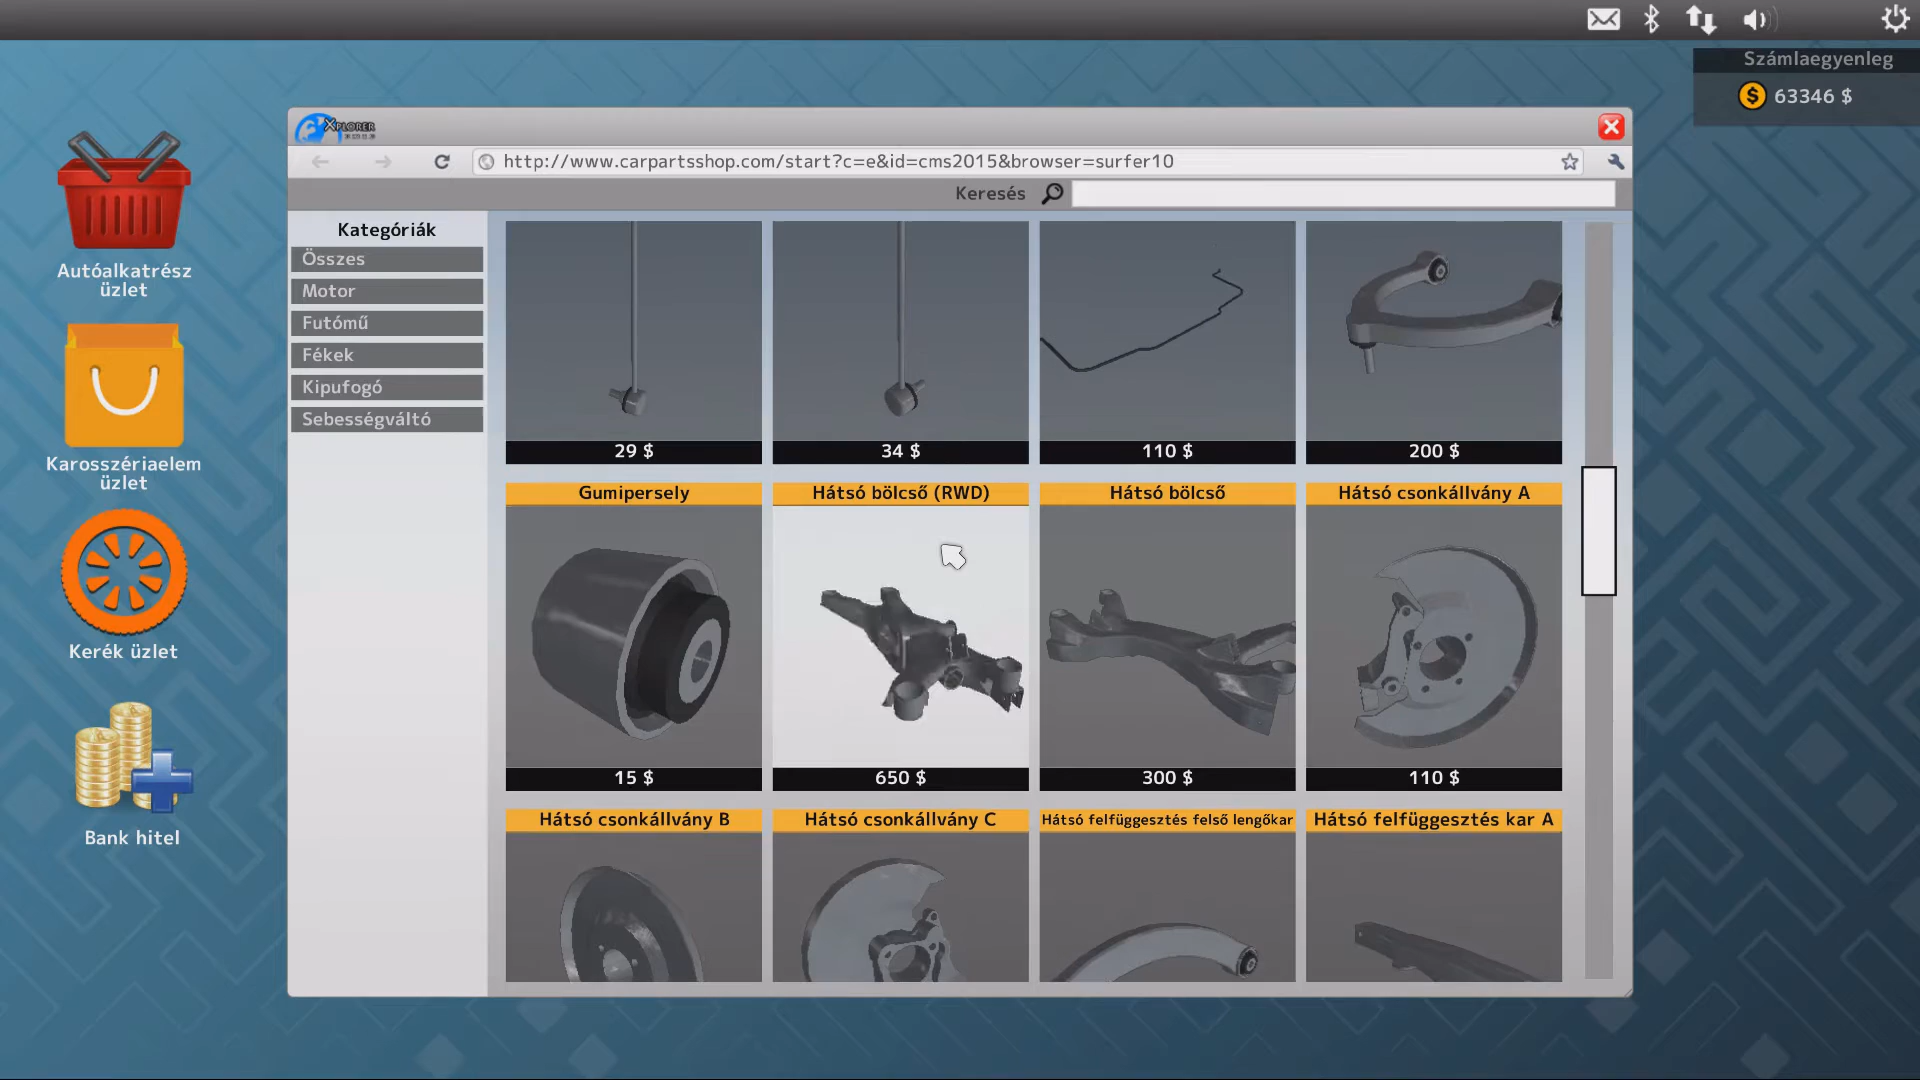 Számlaegyenleg
63346 $
XPLORER
http://www.carpartsshop.com/start?c=e&id=cms2015&browser=surfer10
Keresés
Kategóriák
Összes
Motor
Futómű
Fékek
Kipufogó
Sebességváltó
Autóalkatrész
üzlet
Karosszériaelem
üzlet
Kerék üzlet
Bank hitel
29 $
34 $
110 $
200 $
Gumipersely
Hátsó bölcső (RWD)
Hátsó bölcső
Hátsó csonkállvány A
15 $
650 $
300 $
110 $
Hátsó csonkállvány B
Hátsó csonkállvány C
Hátsó felfüggesztés felső lengőkar
Hátsó felfüggesztés kar A